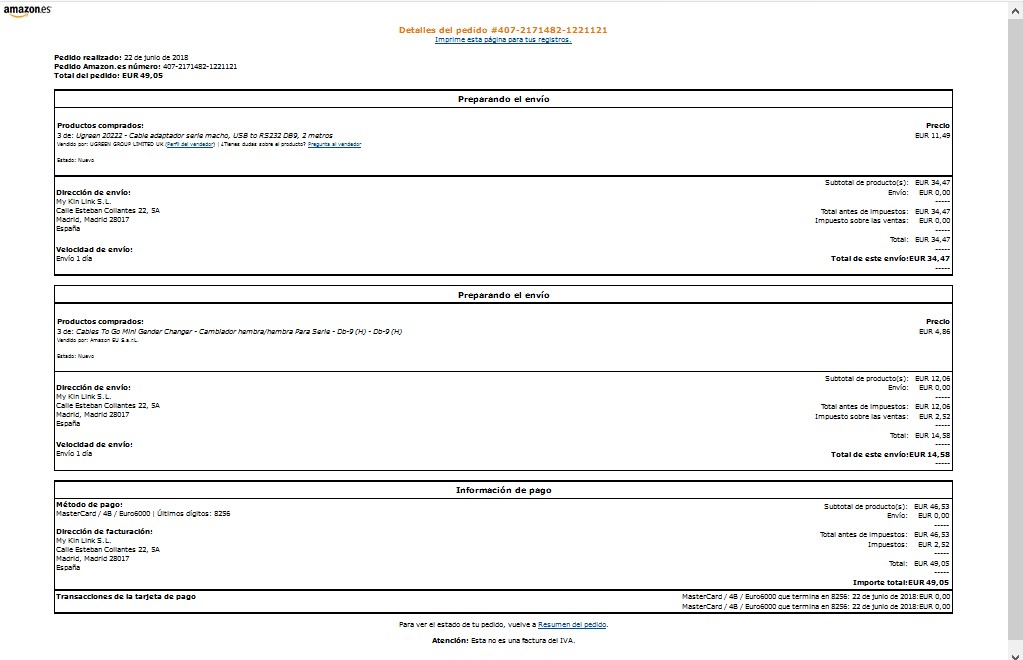 amazon.es
Detalles del pedido #407-2171482-1221121
Imprime esta página para tus registros.
Pedido realizado: 22 de junio de 2018
Pedido Amazon.es número: 407-2171482-1221121
Total del pedido: EUR 49,05
Preparando el envío
Productos comprados: Precio
3 de: Ugreen 20222 - Cable adaptador serie macho, USB to RS232 DB9, 2 metros EUR 11,49
Vendido por: UGREEN GROUP LIMITED UK (Perfil del vendedor) | ¿Tienes dudas sobre el producto? Pregunta al vendedor
Estado: Nuevo
Subtotal de producto(s): EUR 34,47
Dirección de envío: Envío: EUR 0,00
My Kin Link S.L. -----
Calle Esteban Collantes 22, 5A Total antes de impuestos: EUR 34,47
Madrid, Madrid 28017 Impuesto sobre las ventas: EUR 0,00
España -----
Total: EUR 34,47
Velocidad de envío: -----
Envío 1 día Total de este envío:EUR 34,47
-----
Preparando el envío
Productos comprados: Precio
3 de: Cables To Go Mini Gender Changer - Cambiador hembra/hembra Para Serie - Db-9 (H) - Db-9 (H) EUR 4,86
Vendido por: Amazon EU S.a.r.L.
Estado: Nuevo
Subtotal de producto(s): EUR 12,06
Dirección de envío: Envío: EUR 0,00
My Kin Link S.L. -----
Calle Esteban Collantes 22, 5A Total antes de impuestos: EUR 12,06
Madrid, Madrid 28017 Impuesto sobre las ventas: EUR 2,52
España -----
Total: EUR 14,58
Velocidad de envío: -----
Envío 1 día Total de este envío:EUR 14,58
-----
Información de pago
Método de pago: Subtotal de producto(s): EUR 46,53
MasterCard / 4B / Euro6000 | Últimos dígitos: 8256 Envío: EUR 0,00
-----
Dirección de facturación: Total antes de impuestos: EUR 46,53
My Kin Link S.L. Impuestos: EUR 2,52
Calle Esteban Collantes 22, 5A -----
Madrid, Madrid 28017 Total: EUR 49,05
España -----
Importe total:EUR 49,05
Transacciones de la tarjeta de pago MasterCard / 4B / Euro6000 que termina en 8256: 22 de junio de 2018:EUR 0,00
MasterCard / 4B / Euro6000 que termina en 8256: 22 de junio de 2018:EUR 0,00
Para ver el estado de tu pedido, vuelve a Resumen del pedido.
Atención: Esta no es una factura del IVA.